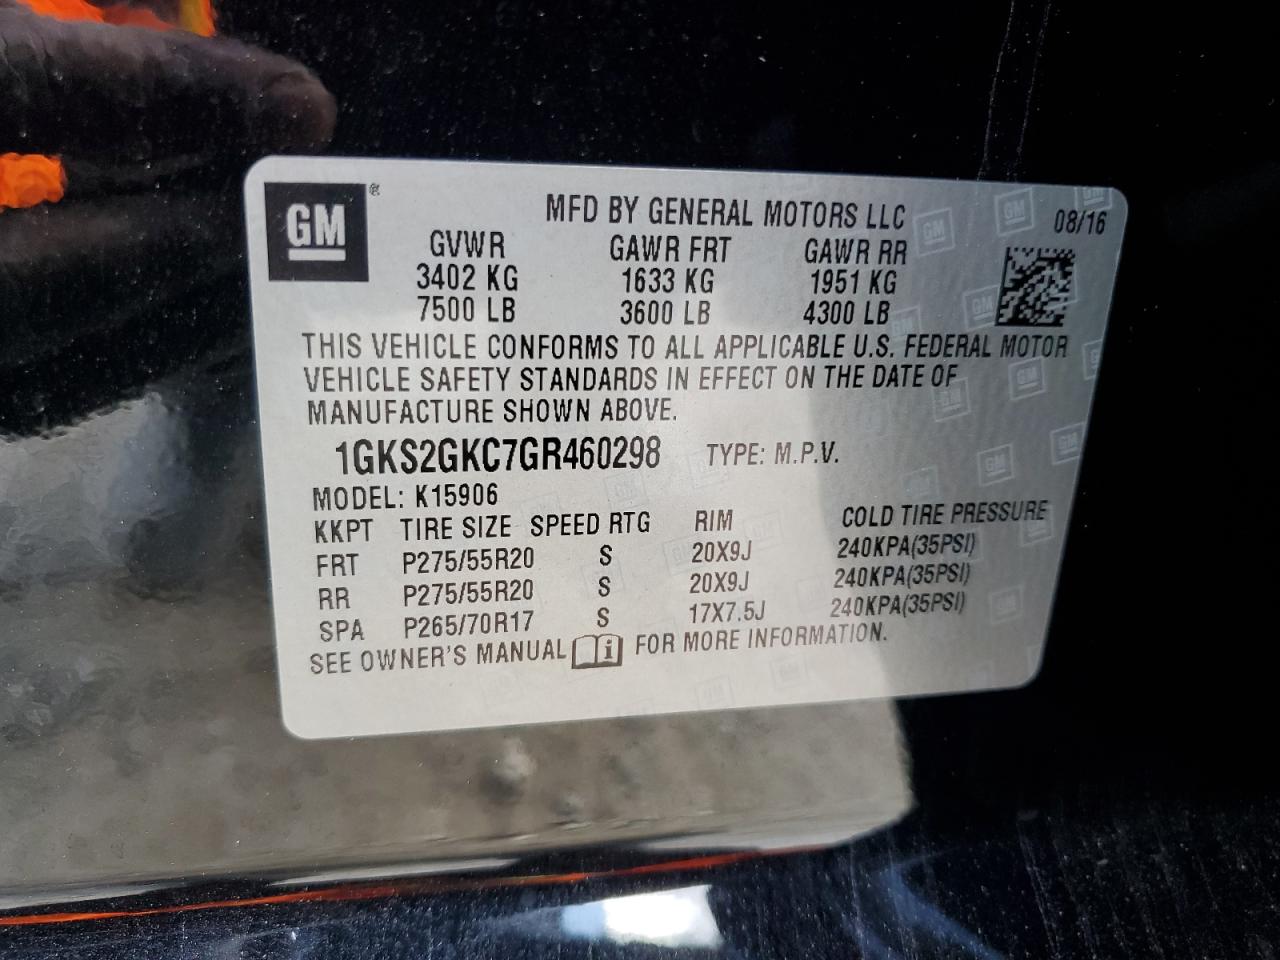 GM ®
MFD BY GENERAL MOTORS LLC 08/16
GVWR GAWR FRT GAWR RR
3402 KG 1633 KG 1951 KG
7500 LB 3600 LB 4300 LB
THIS VEHICLE CONFORMS TO ALL APPLICABLE U.S. FEDERAL MOTOR
VEHICLE SAFETY STANDARDS IN EFFECT ON THE DATE OF
MANUFACTURE SHOWN ABOVE.
1GKS2GKC7GR460298 TYPE: M.P.V.
MODEL: K15906
KKPT TIRE SIZE SPEED RTG RIM COLD TIRE PRESSURE
FRT P275/55R20 S 20X9J 240KPA(35PSI)
RR P275/55R20 S 20X9J 240KPA(35PSI)
SPA P265/70R17 S 17X7.5J 240KPA(35PSI)
SEE OWNER'S MANUAL i FOR MORE INFORMATION.